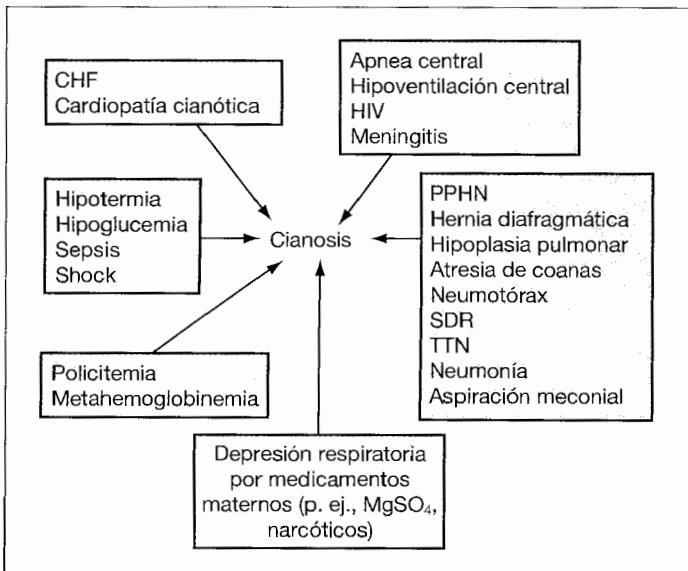 CHF
Cardiopatía cianótica
Apnea central
Hipoventilación central
HIV
Meningitis
Hipotermia
Hipoglucemia
Sepsis
Shock
Cianosis
PPHN
Hernia diafragmática
Hipoplasia pulmonar
Atresia de coanas
Neumotórax
SDR
TTN
Neumonía
Aspiración meconial
Policitemia
Metahemoglobinemia
Depresión respiratoria
por medicamentos
maternos (p. ej., MgSO₄,
narcóticos)